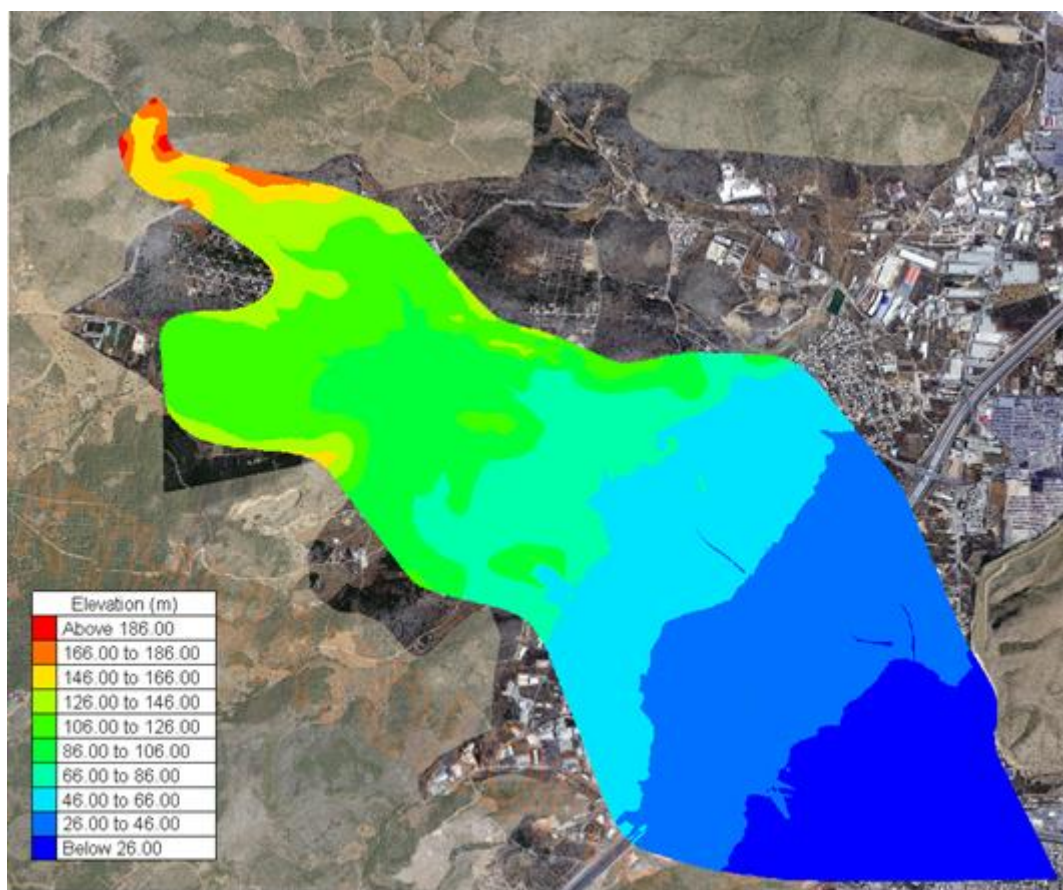 Elevation (m)
Above 186.00
166.00 to 186.00
146.00 to 166.00
126.00 to 146.00
106.00 to 126.00
86.00 to 106.00
66.00 to 86.00
46.00 to 66.00
26.00 to 46.00
Below 26.00